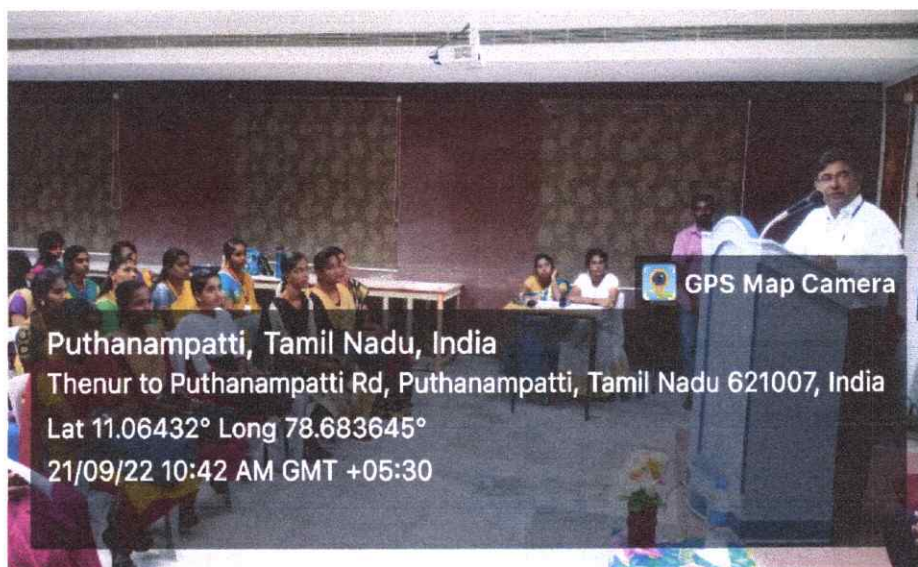 GPS Map Camera
Puthanampatti, Tamil Nadu, India
Thenur to Puthanampatti Rd, Puthanampatti, Tamil Nadu 621007, India
Lat 11.06432° Long 78.683645°
21/09/22 10:42 AM GMT +05:30